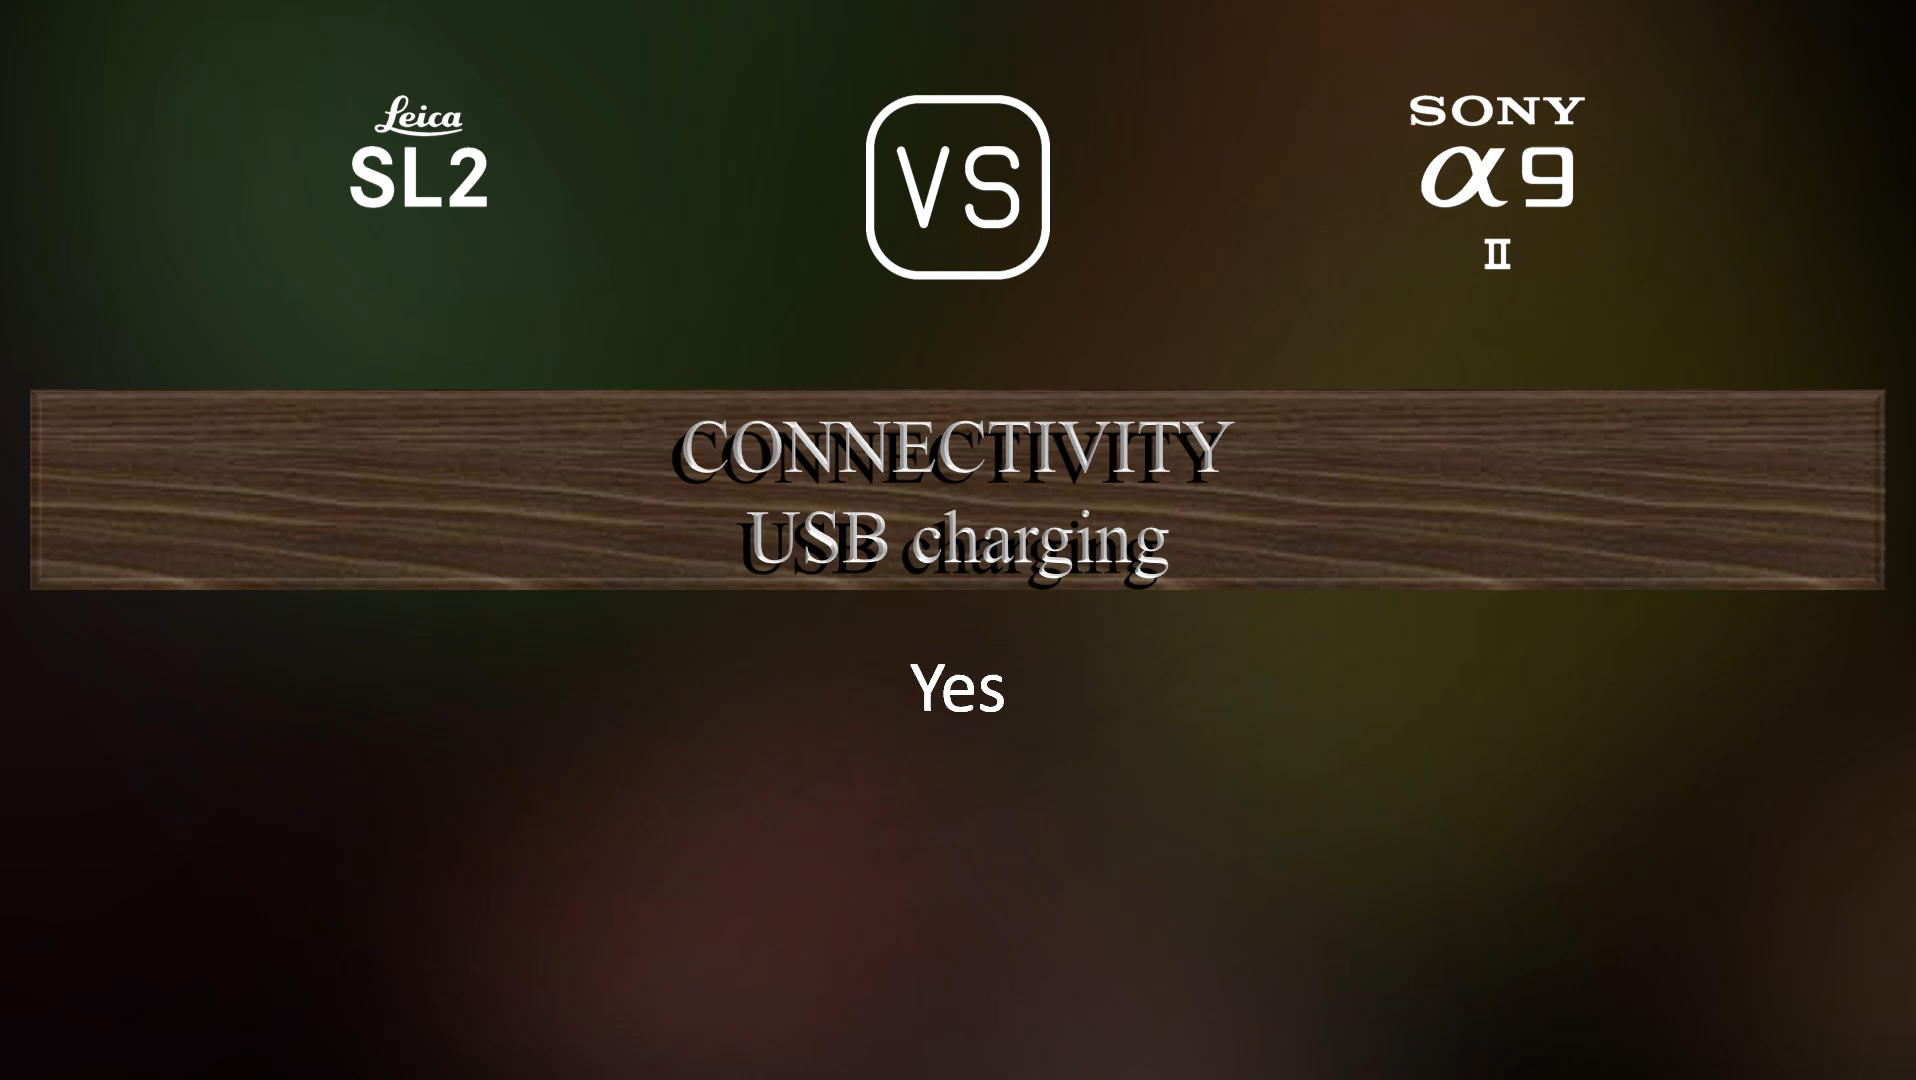 Leica
SL2
VS
SONY
α9
II
CONNECTIVITY
USB charging
Yes